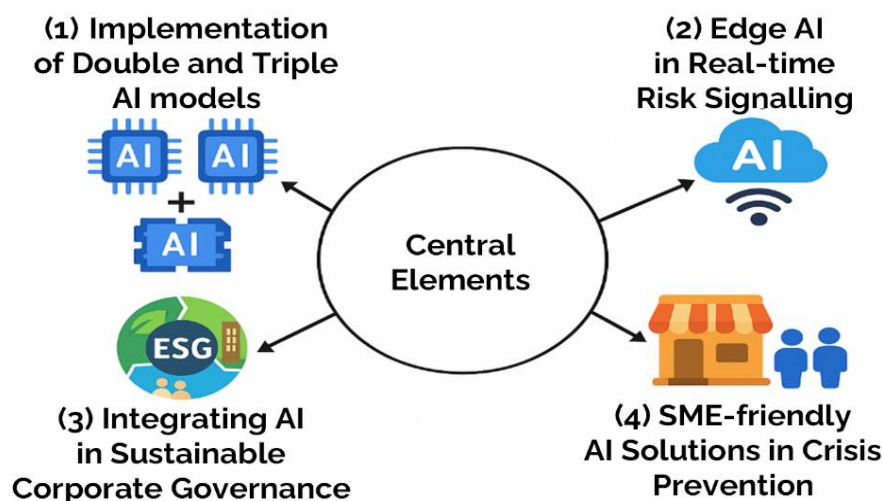 (1) Implementation
of Double and Triple
AI models
AI
AI
+
AI
(2) Edge AI
in Real-time
Risk Signalling
AI
Central
Elements
ESG
(3) Integrating AI
in Sustainable
Corporate Governance
(4) SME-friendly
AI Solutions in Crisis
Prevention